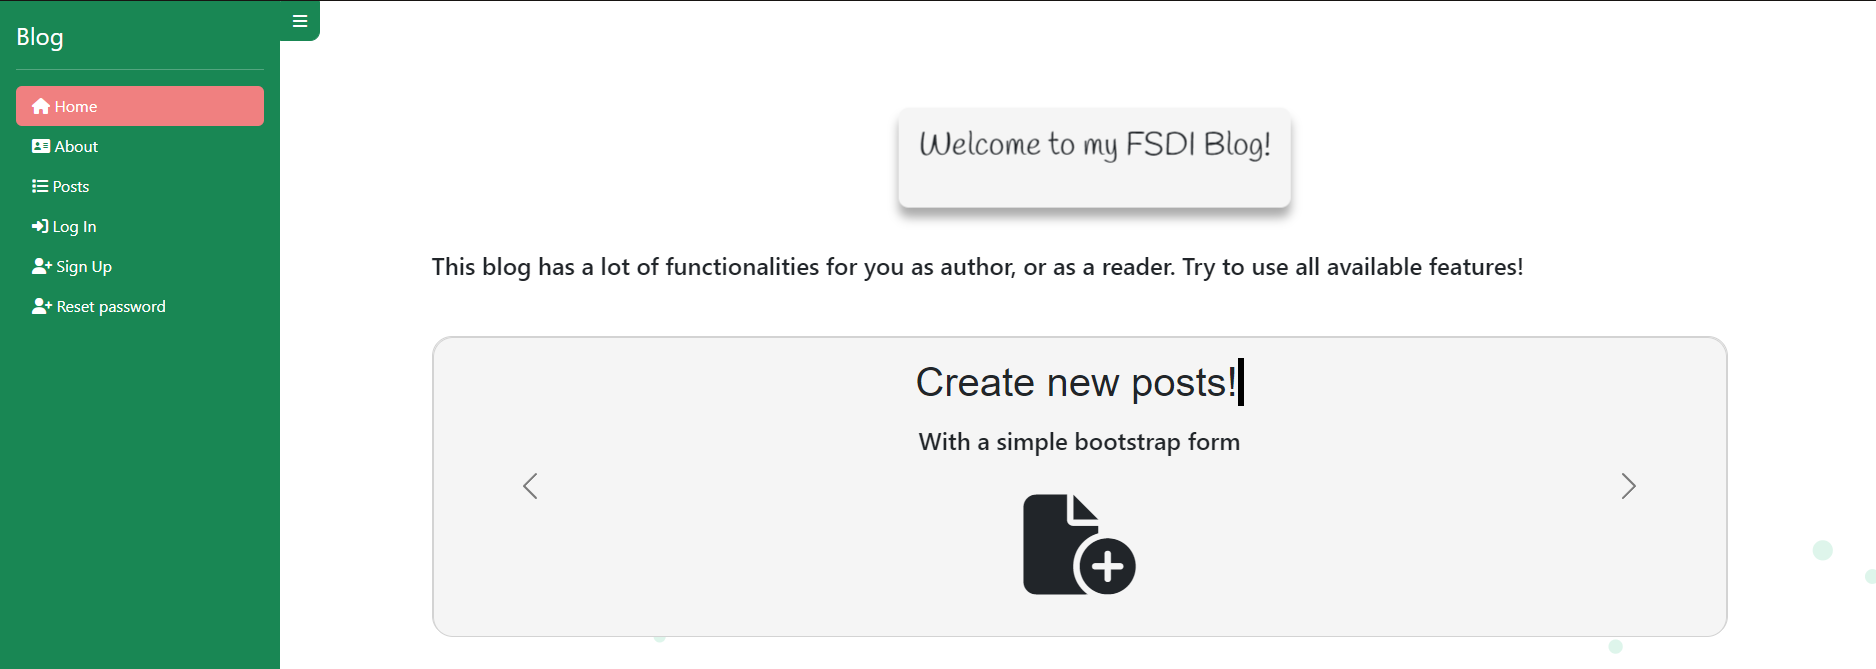 Blog
Home
About
Posts
Log In
Sign Up
Reset password
Welcome to my FSDI Blog!
This blog has a lot of functionalities for you as author, or as a reader. Try to use all available features!
Create new posts!
With a simple bootstrap form